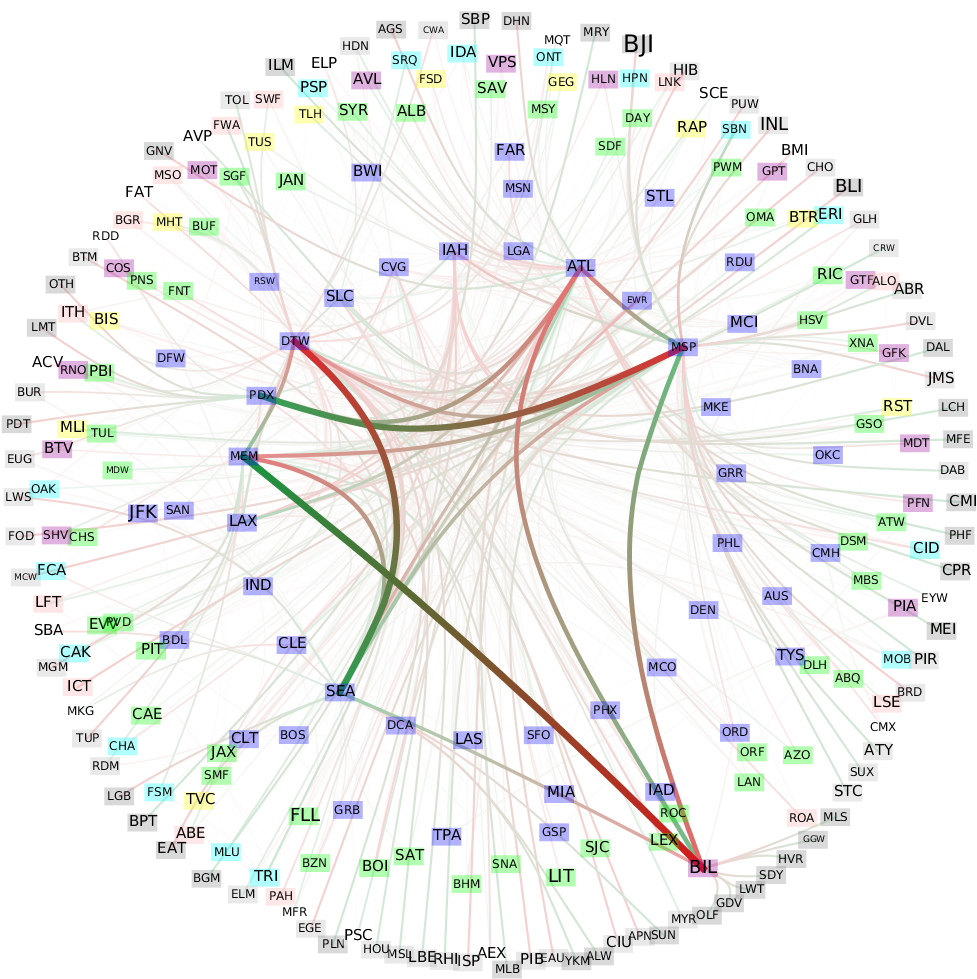 SBP
DHN
AGS
CWA
MRY
HDN
MQT
BJI
ELP
SRQ
IDA
VPS
ONT
ILM
HIB
AVL
FSD
GEG
HLN
HPN
LNK
PSP
SAV
SCE
TOL
SWF
TLH
SYR
ALB
MSY
PUW
DAY
FWA
RAP
SBN
INL
AVP
TUS
SDF
GNV
BWI
FAR
BMI
MSO
MOT
SGF
JAN
MSN
PWM
GPT
CHO
FAT
STL
BLI
BGR
MHT
BUF
OMA
BTR
ERI
GLH
RDD
IAH
LGA
CRW
BTM
COS
CVG
ATL
RDU
OTH
PNS
RSW
RIC
GTF
ALO
FNT
SLC
EWR
ABR
ITH
BIS
MCI
HSV
DVL
LMT
DTW
MSP
XNA
GFK
DAL
ACV
RNO
PBI
DFW
BNA
JMS
BUR
PDX
MKE
RST
LCH
PDT
MLI
TUL
GSO
MDT
MFE
EUG
BTV
MEM
OKC
MDW
GRR
DAB
LWS
OAK
JFK
SAN
PFN
CMI
LAX
ATW
FOD
SHV
CHS
PHL
DSM
PHF
CMH
CID
MCW
FCA
IND
MBS
CPR
LFT
AUS
EYW
DEN
PIA
SBA
EVV
PVD
MEI
BDL
CLE
CAK
PIT
TYS
MOB
PIR
MGM
MCO
DLH
ABQ
ICT
SEA
BRD
MKG
CAE
PHX
LSE
DCA
CMX
TUP
CHA
CLT
BOS
LAS
SFO
ORD
JAX
ORF
AZO
ATY
RDM
SMF
SUX
LGB
FSM
TVC
MIA
IAD
LAN
STC
BPT
FLL
GRB
ROC
ROA
MLS
ABE
TPA
GSP
LEX
GGW
EAT
MLU
BZN
BOI
SAT
SNA
SJC
HVR
BGM
TRI
BHM
LIT
BIL
SDY
ELM
PAH
LWT
MFR
GDV
EGE
OLF
MYR
PLN
PSC
SUN
APN
HOU
CIU
MSL
LBE
RHI
ISP
AEX
MLB
PIB
EAU
YKM
ALW